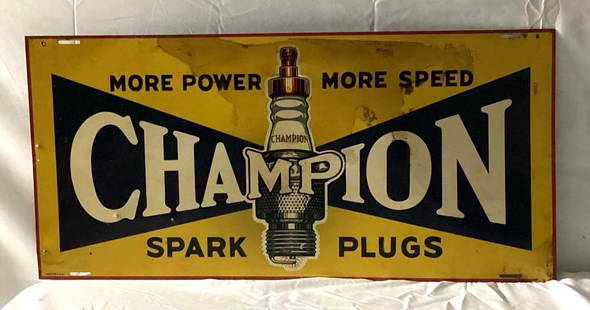 MORE POWER MORE SPEED
CHAMPION
CHAMPION
SPARK PLUGS